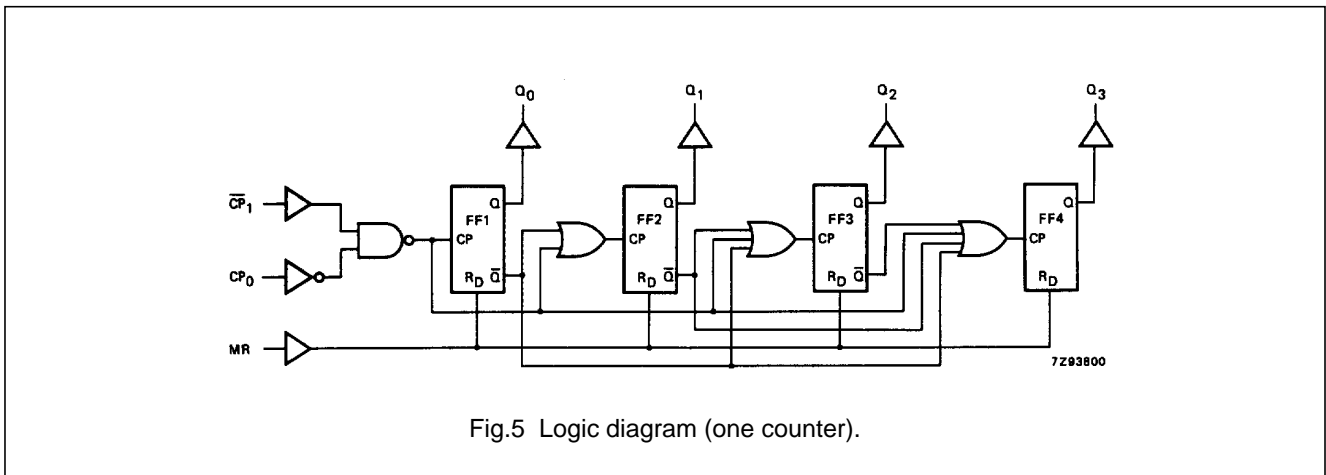 Q0 Q1 Q2 Q3
Q Q Q Q
C̅P̅1
FF1 FF2 FF3 FF4
CP CP CP CP
CP0
RD Q̅ RD Q̅ RD Q̅ RD
MR
7Z93800
Fig.5 Logic diagram (one counter).